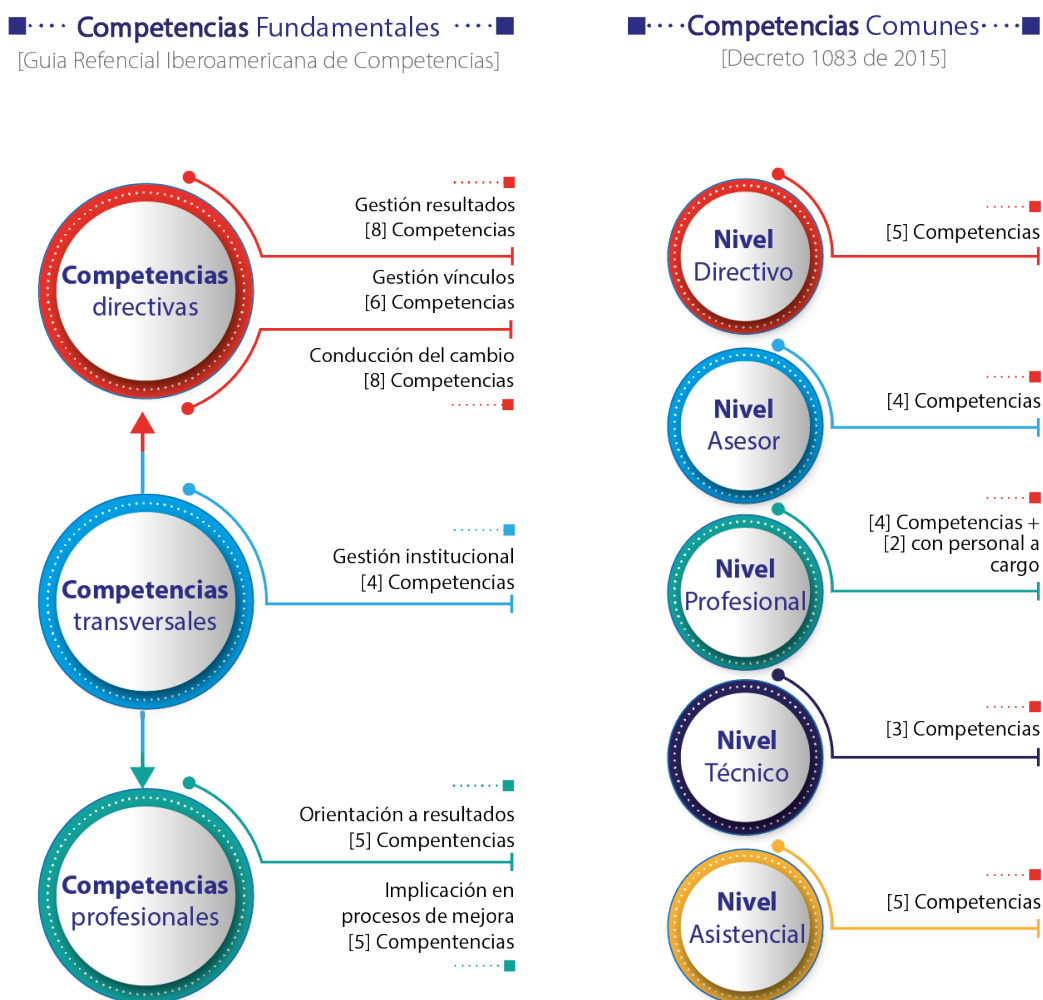 Competencias Fundamentales
[Guia Refencial Iberoamericana de Competencias]
Competencias
directivas
Gestión resultados
[8] Competencias
Gestión vínculos
[6] Competencias
Conducción del cambio
[8] Competencias
Competencias
transversales
Gestión institucional
[4] Competencias
Competencias
profesionales
Orientación a resultados
[5] Compentencias
Implicación en
procesos de mejora
[5] Compentencias
Competencias Comunes
[Decreto 1083 de 2015]
Nivel
Directivo
[5] Competencias
Nivel
Asesor
[4] Competencias
Nivel
Profesional
[4] Competencias +
[2] con personal a
cargo
Nivel
Técnico
[3] Competencias
Nivel
Asistencial
[5] Competencias